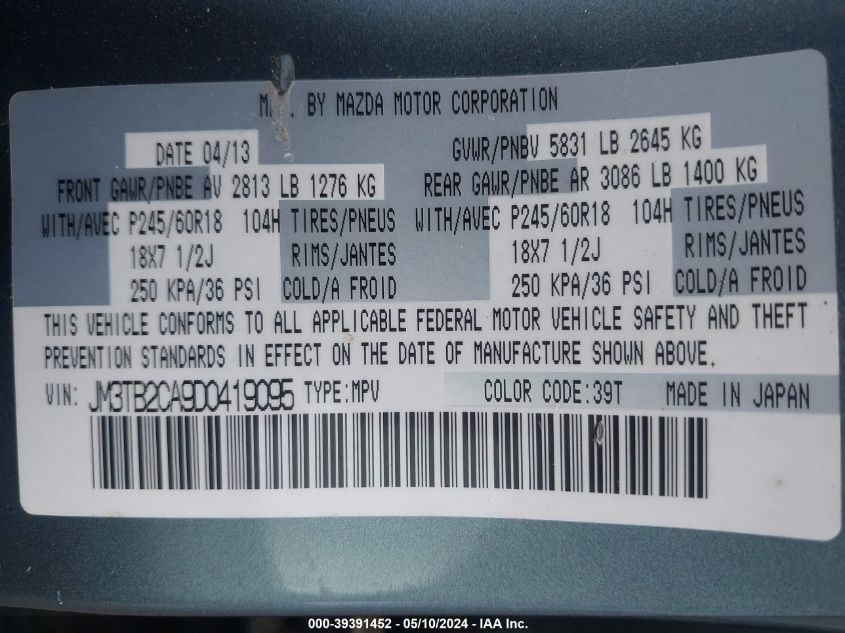 BY MAZDA MOTOR CORPORATION
DATE 04/13 GVWR/PNBV 5831 LB 2645 KG
FRONT GAWR/PNBE AV 2813 LB 1276 KG REAR GAWR/PNBE AR 3086 LB 1400 KG
WITH/AVEC P245/60R18 104H TIRES/PNEUS WITH/AVEC P245/60R18 104H TIRES/PNEUS
18X7 1/2J RIMS/JANTES 18X7 1/2J RIMS/JANTES
250 KPA/36 PSI COLD/A FROID 250 KPA/36 PSI COLD/A FROID
THIS VEHICLE CONFORMS TO ALL APPLICABLE FEDERAL MOTOR VEHICLE SAFETY AND THEFT
PREVENTION STANDARDS IN EFFECT ON THE DATE OF MANUFACTURE SHOWN ABOVE.
VIN: JM3TB2CA9D0419095 TYPE:MPV COLOR CODE:39T MADE IN JAPAN
000-39391452 - 05/10/2024 - IAA Inc.